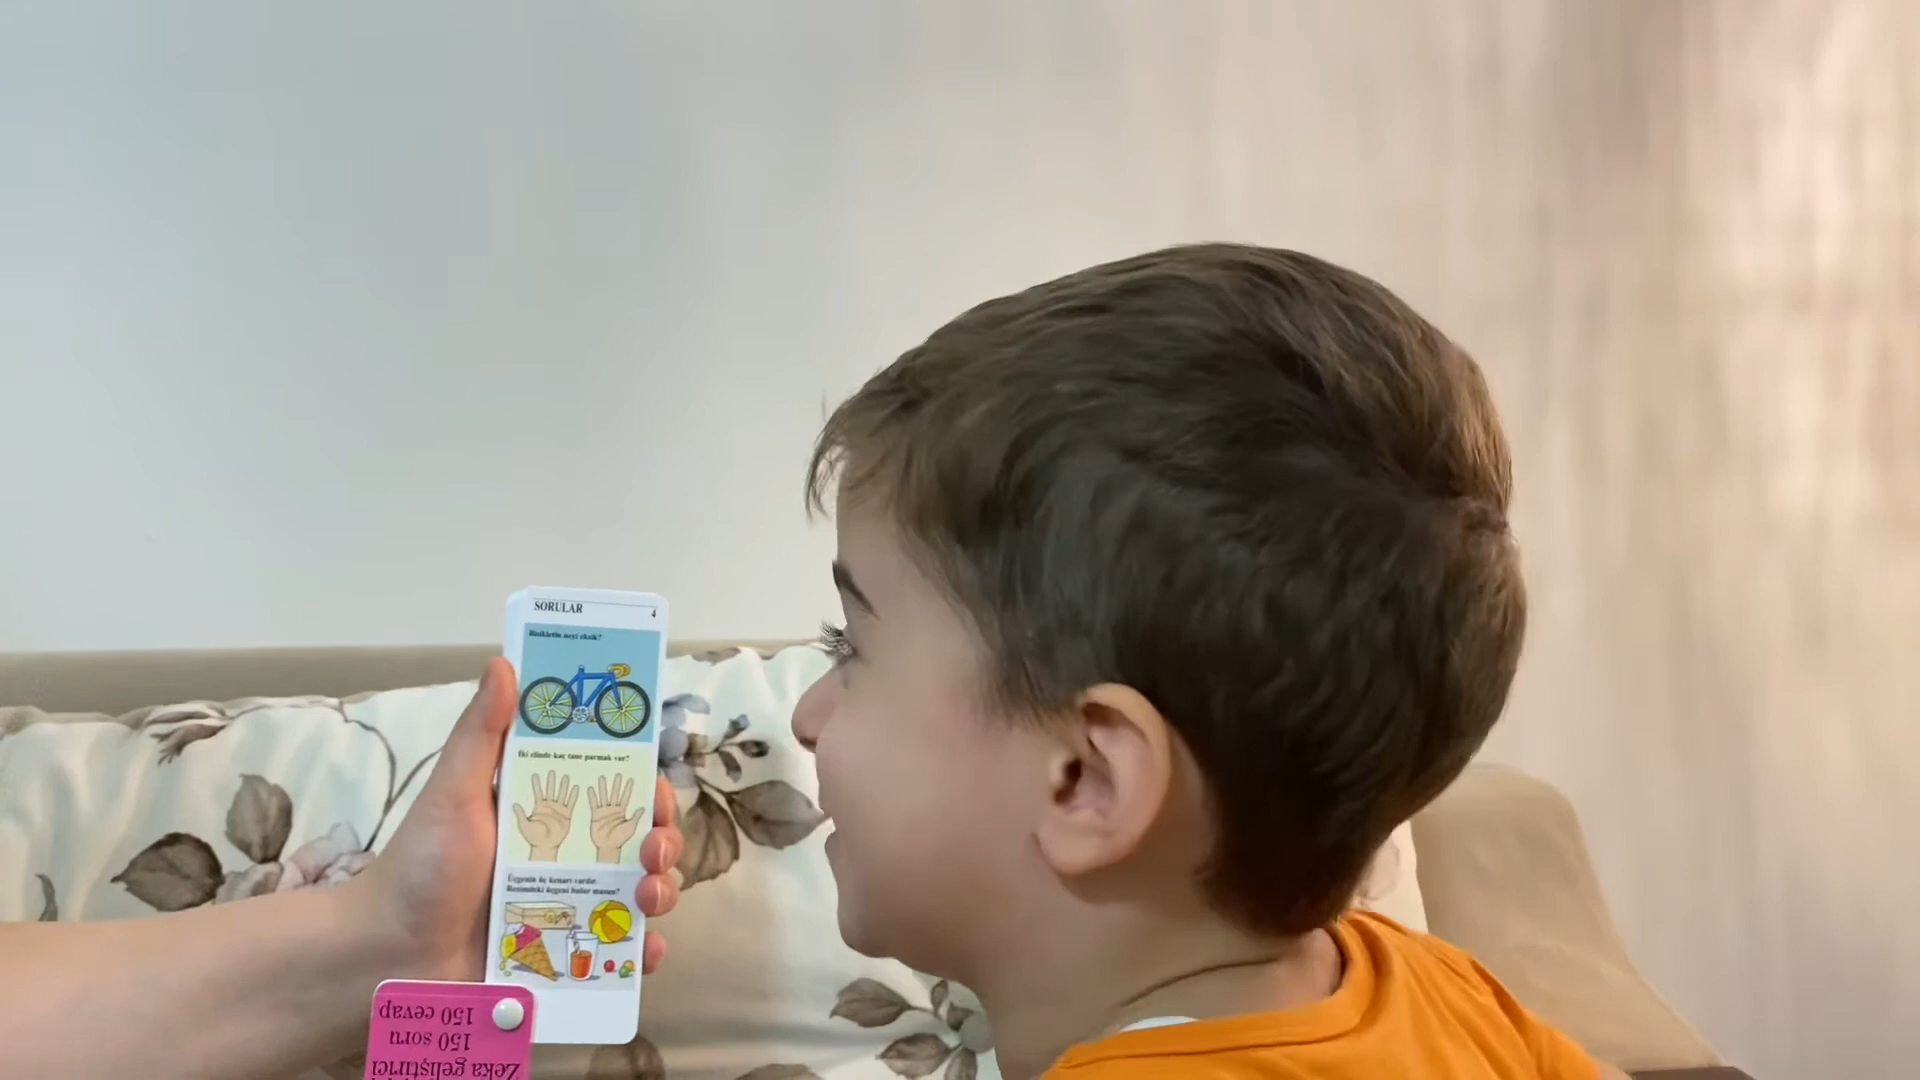 SORULAR 4
Bisikletin neyi eksik?
İki elinde kaç tane parmak var?
Üçgenin üç kenarı vardır.
Resimdeki üçgeni bulur musun?
Zeka geliştirici
150 soru
150 cevap